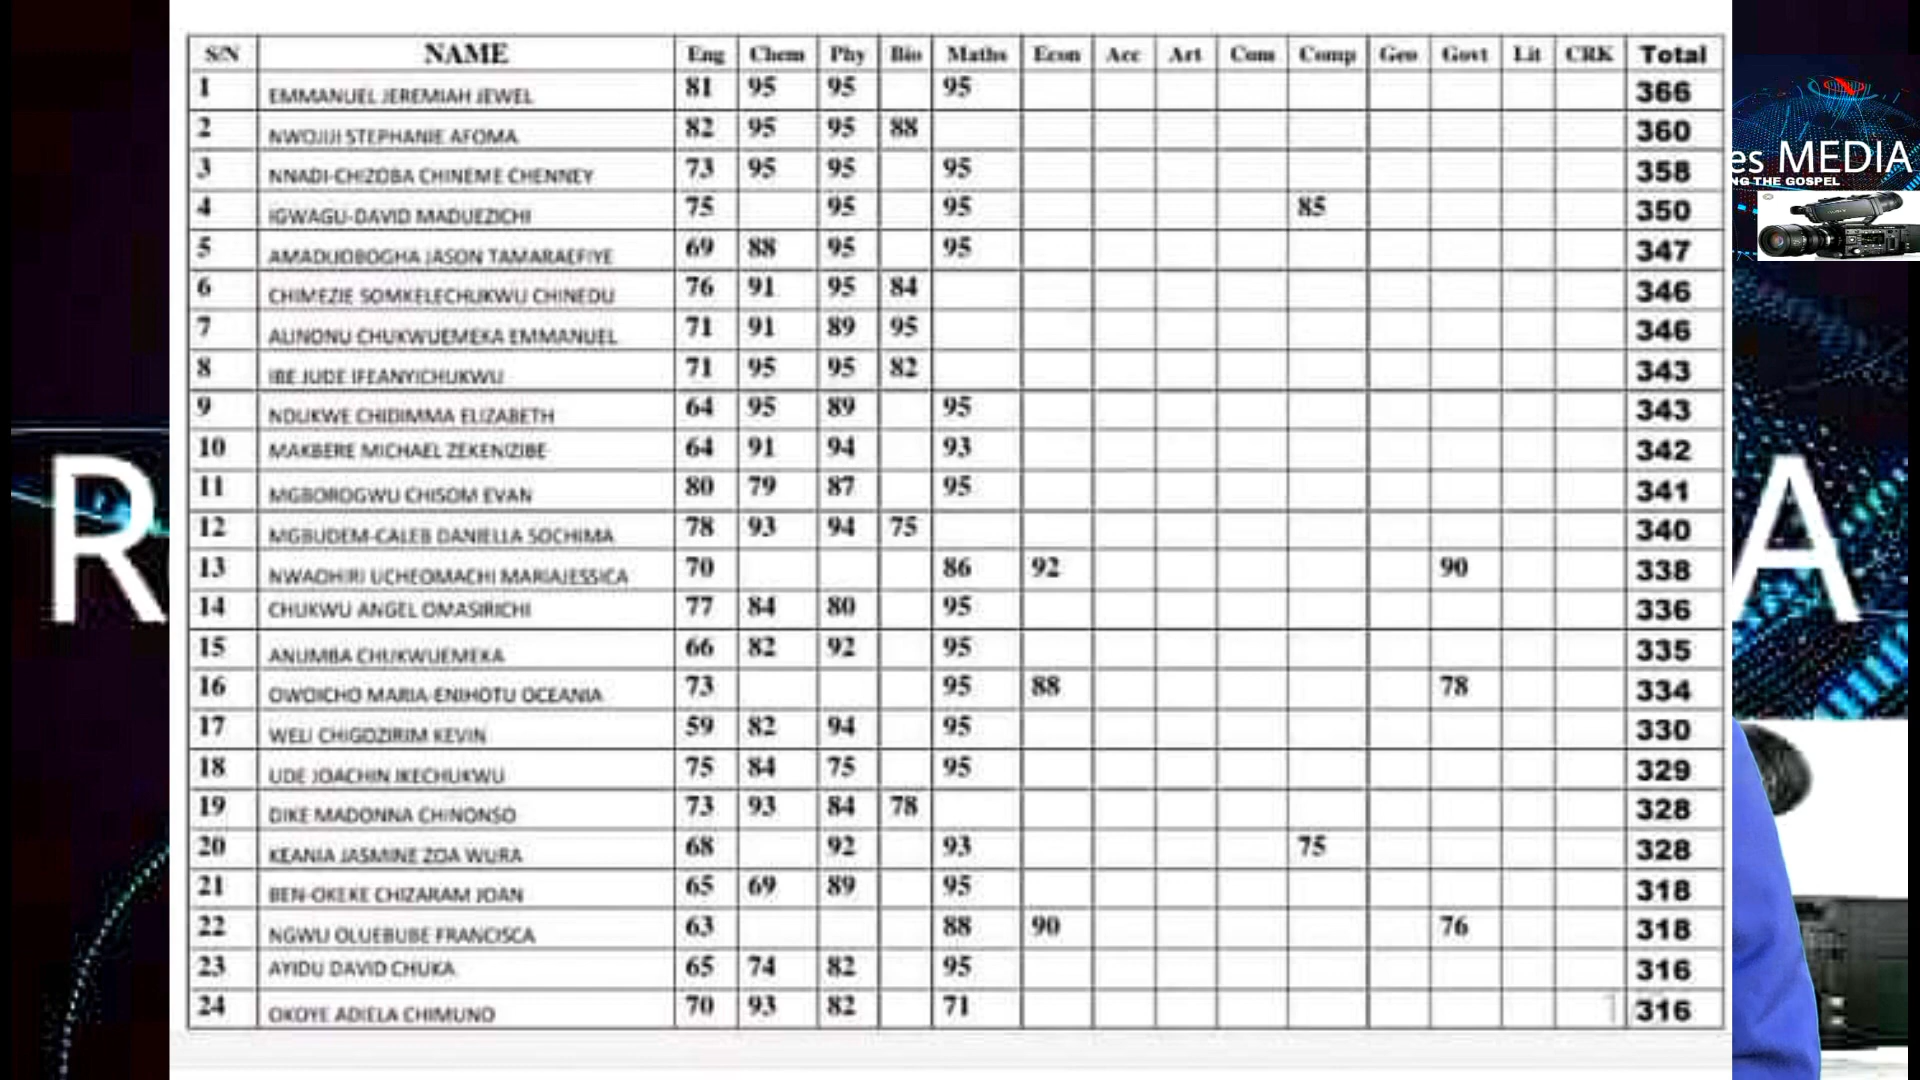 S/N NAME Eng Chem Phy Bio Maths Econ Acc Art Com Comp Geo Govt Lit CRK Total
1 EMMANUEL JEREMIAH JEWEL 81 95 95 95 366
2 NWOJIJI STEPHANIE AFOMA 82 95 95 88 360
3 NNADI-CHIZOBA CHINEME CHENNEY 73 95 95 95 358
4 IGWAGU-DAVID MADUEZICHI 75 95 95 85 350
5 AMADUOBOGHA JASON TAMARAEFIYE 69 88 95 95 347
6 CHIMEZIE SOMKELECHUKWU CHINEDU 76 91 95 84 346
7 AUNONU CHUKWUEMEKA EMMANUEL 71 91 89 95 346
8 IBE JUDE IFEANYICHUKWU 71 95 95 82 343
9 NDUKWE CHIDIMMA ELIZABETH 64 95 89 95 343
10 MAKBERE MICHAEL ZEKENIZIBE 64 91 94 93 342
11 MGBOROGWU CHISOM EVAN 80 79 87 95 341
12 MGBUDEM-CALEB DANIELLA SOCHIMA 78 93 94 75 340
13 NWAOHIRI UCHEOMACHI MARIAJESSICA 70 86 92 90 338
14 CHUKWU ANGEL OMASIRICHI 77 84 80 95 336
15 ANUMBA CHUKWUEMEKA 66 82 92 95 335
16 OWOICHO MARIA-ENIHOTU OCEANIA 73 95 88 78 334
17 WELI CHIGOZIRIM KEVIN 59 82 94 95 330
18 UDE JOACHIN IKECHUKWU 75 84 75 95 329
19 DIKE MADONNA CHINONSO 73 93 84 78 328
20 KEANIA JASMINE ZOA WURA 68 92 93 75 328
21 BEN-OKEKE CHIZARAM JOAN 65 69 89 95 318
22 NGWU OLUEBUBE FRANCISCA 63 88 90 76 318
23 AYIDU DAVID CHUKA 65 74 82 95 316
24 OKOYE ADIELA CHIMUNO 70 93 82 71 316
es MEDIA
NG THE GOSPEL
R
A